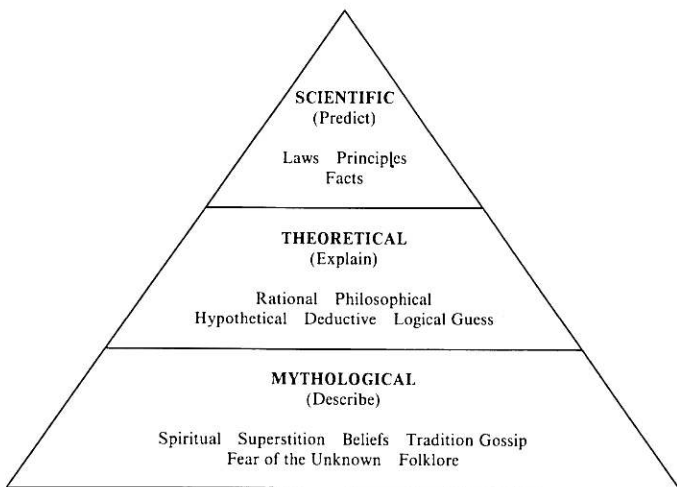 SCIENTIFIC
(Predict)
Laws Principles
Facts
THEORETICAL
(Explain)
Rational Philosophical
Hypothetical Deductive Logical Guess
MYTHOLOGICAL
(Describe)
Spiritual Superstition Beliefs Tradition Gossip
Fear of the Unknown Folklore